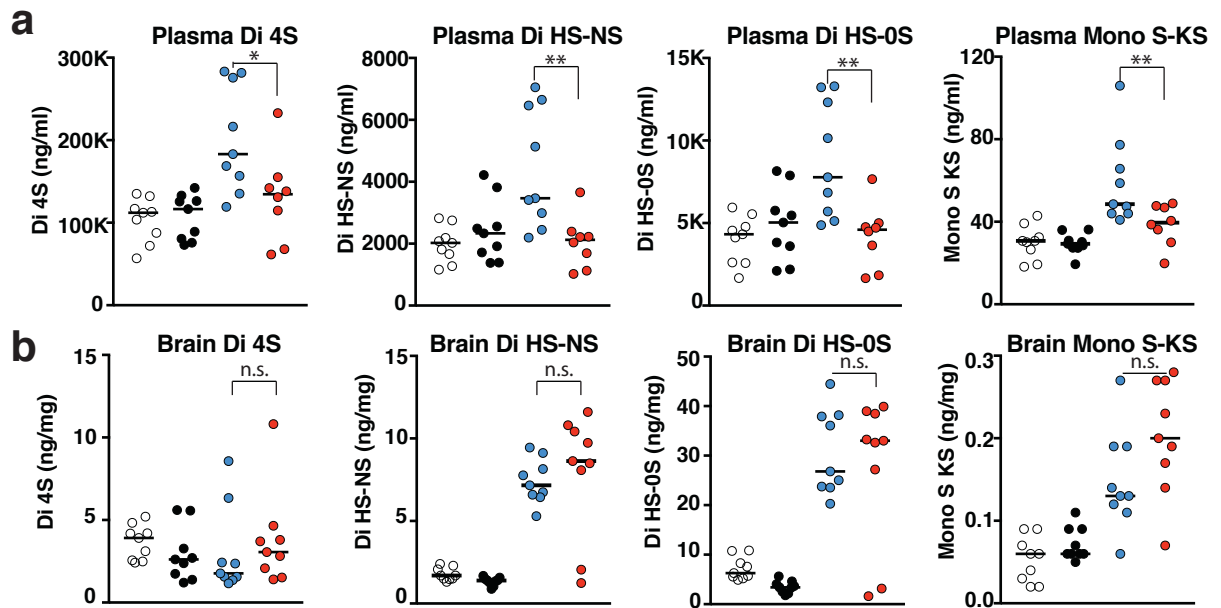 a
Plasma Di 4S
Di 4S (ng/ml)
300K
200K
100K
0
*
Plasma Di HS-NS
Di HS-NS (ng/ml)
8000
6000
4000
2000
0
**
Plasma Di HS-0S
Di HS-0S (ng/ml)
15K
10K
5K
0
**
Plasma Mono S-KS
Mono S KS (ng/ml)
120
80
40
0
**
b
Brain Di 4S
Di 4S (ng/mg)
15
10
5
0
n.s.
Brain Di HS-NS
Di HS-NS (ng/mg)
15
10
5
0
n.s.
Brain Di HS-0S
Di HS-0S (ng/mg)
50
40
30
20
10
0
n.s.
Brain Mono S-KS
Mono S KS (ng/mg)
0.3
0.2
0.1
0.0
n.s.